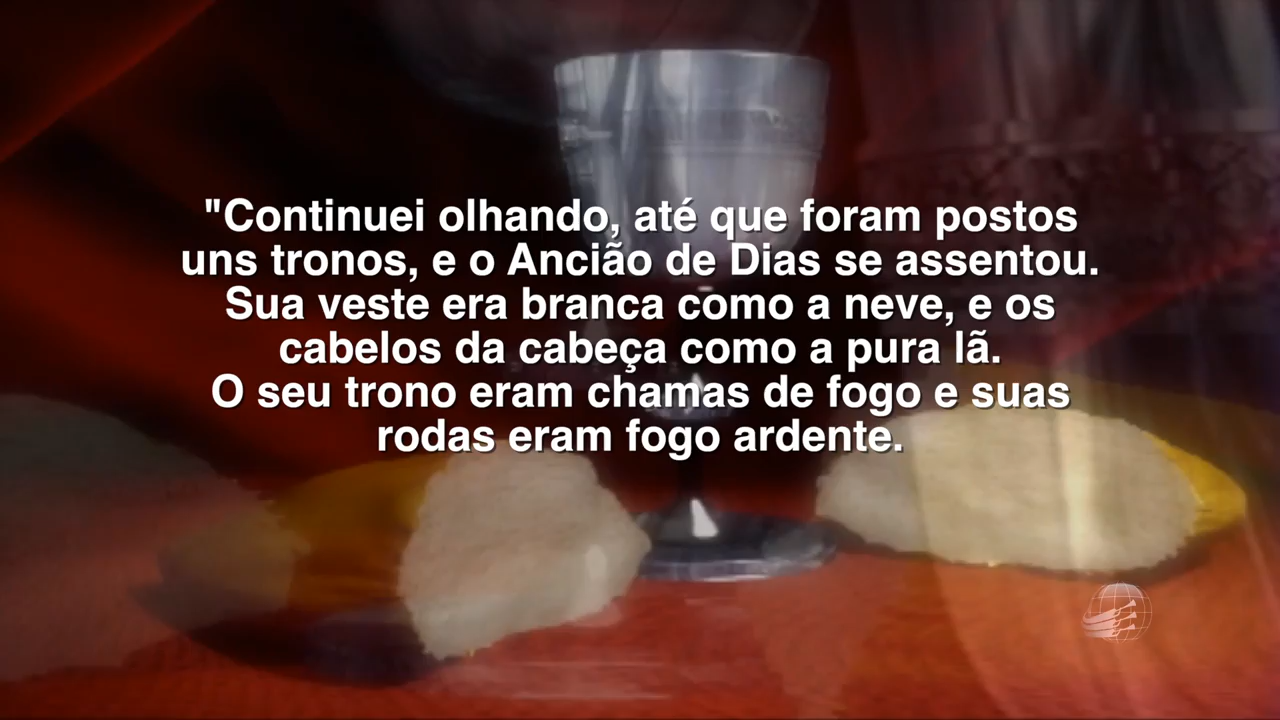 "Continuei olhando, até que foram postos
uns tronos, e o Ancião de Dias se assentou.
Sua veste era branca como a neve, e os
cabelos da cabeça como a pura lã.
O seu trono eram chamas de fogo e suas
rodas eram fogo ardente.